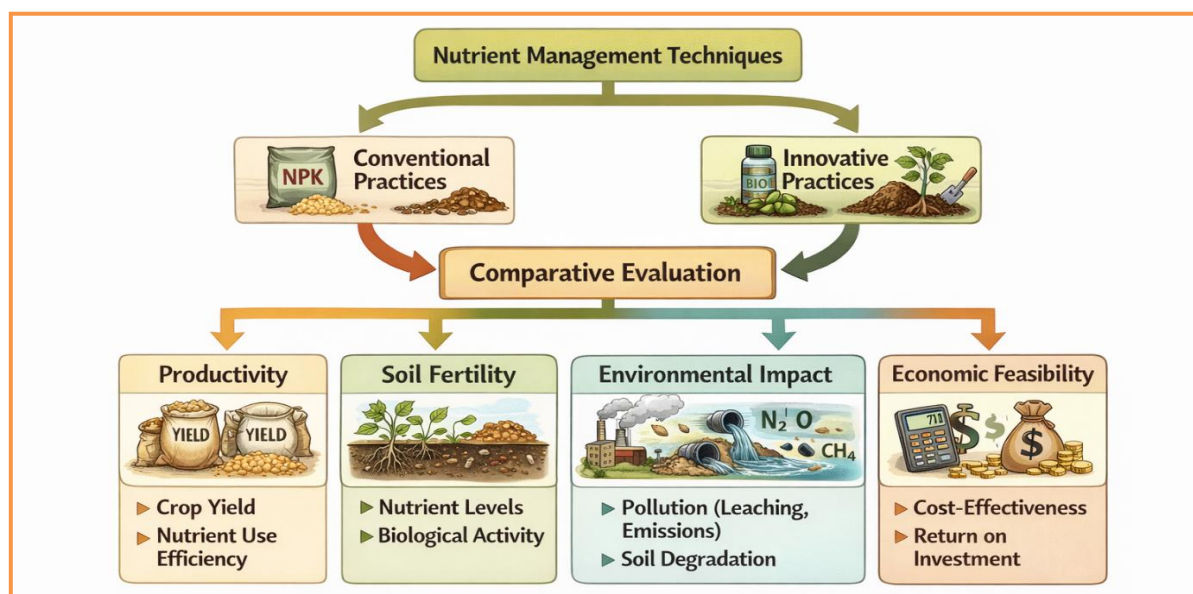 Nutrient Management Techniques
NPK
Conventional
Practices
BIO
Innovative
Practices
Comparative Evaluation
Productivity
YIELD
YIELD
Crop Yield
Nutrient Use
Efficiency
Soil Fertility
Nutrient Levels
Biological Activity
Environmental Impact
N₂ O
CH₄
Pollution (Leaching,
Emissions)
Soil Degradation
Economic Feasibility
$
$
$
Cost-Effectiveness
Return on
Investment